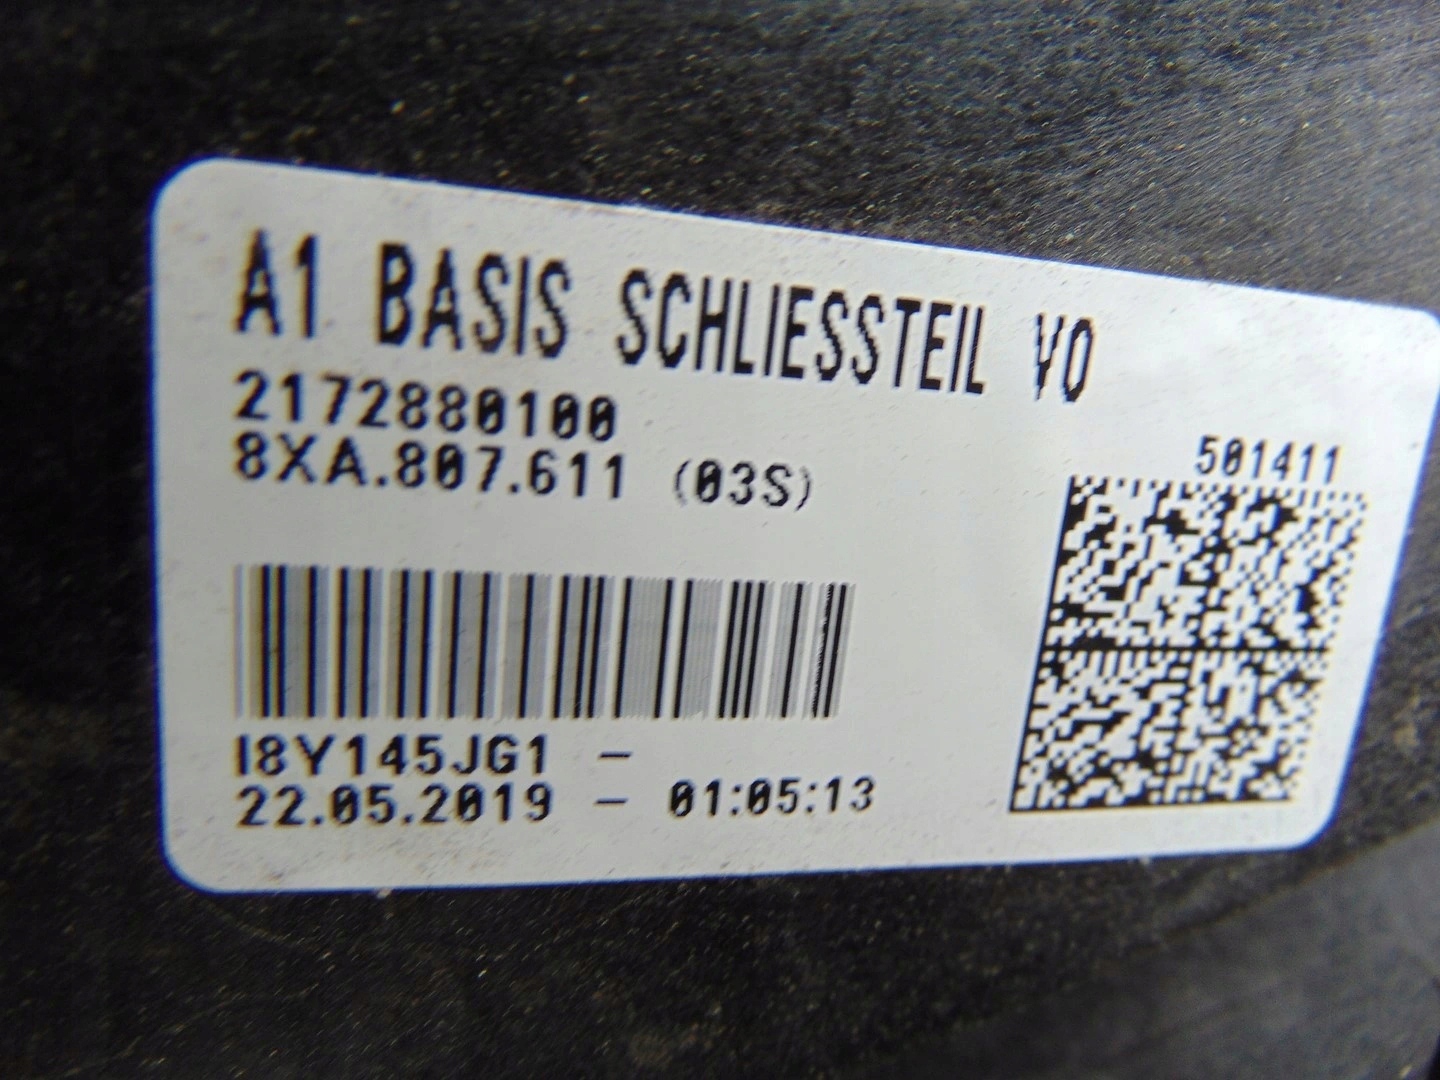 A1 BASIS SCHLIESSTEIL VO
2172880100
8XA.807.611 (03S)
501411
I8Y145JG1 –
22.05.2019 – 01:05:13